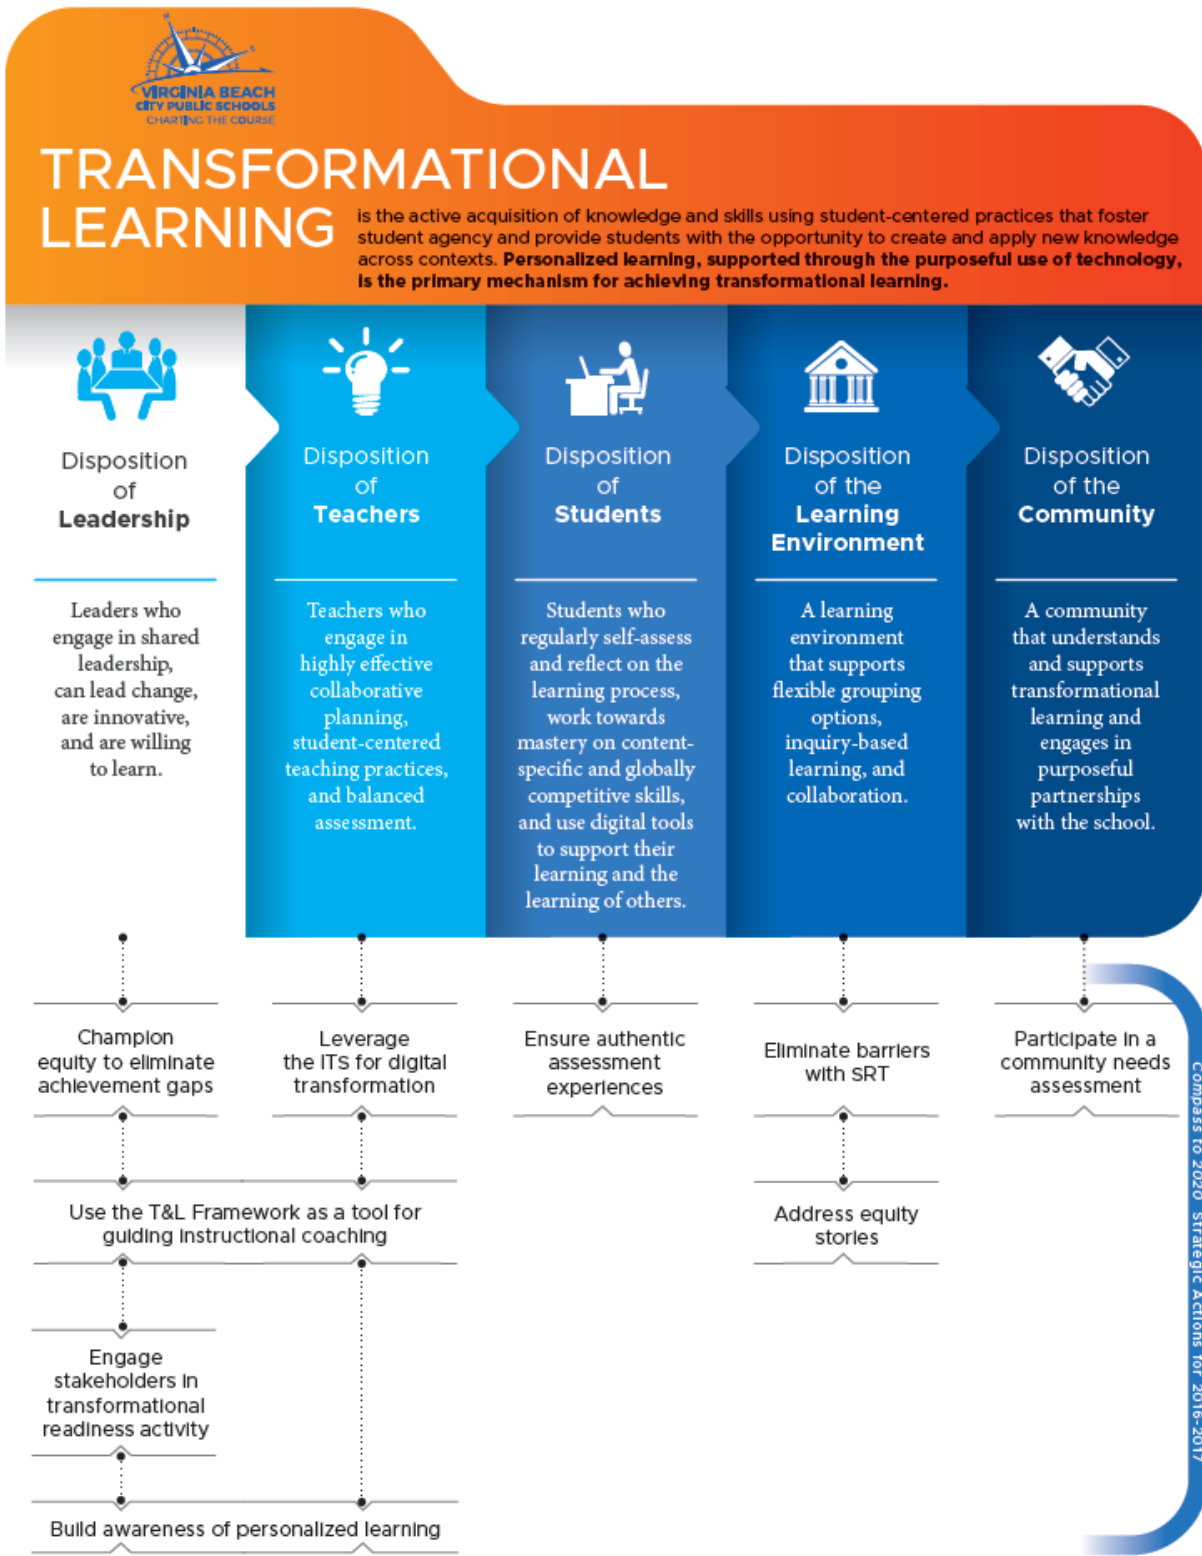 VIRGINIA BEACH
CITY PUBLIC SCHOOLS
CHARTING THE COURSE
TRANSFORMATIONAL
LEARNING
is the active acquisition of knowledge and skills using student-centered practices that foster
student agency and provide students with the opportunity to create and apply new knowledge
across contexts. Personalized learning, supported through the purposeful use of technology,
is the primary mechanism for achieving transformational learning.
Disposition
of
Leadership
Leaders who
engage in shared
leadership,
can lead change,
are innovative,
and are willing
to learn.
Disposition
of
Teachers
Teachers who
engage in
highly effective
collaborative
planning,
student-centered
teaching practices,
and balanced
assessment.
Disposition
of
Students
Students who
regularly self-assess
and reflect on the
learning process,
work towards
mastery on content-
specific and globally
competitive skills,
and use digital tools
to support their
learning and the
learning of others.
Disposition
of the
Learning
Environment
A learning
environment
that supports
flexible grouping
options,
inquiry-based
learning, and
collaboration.
Disposition
of the
Community
A community
that understands
and supports
transformational
learning and
engages in
purposeful
partnerships
with the school.
Champion
equity to eliminate
achievement gaps
Leverage
the ITS for digital
transformation
Ensure authentic
assessment
experiences
Eliminate barriers
with SRT
Participate in a
community needs
assessment
Use the T&L Framework as a tool for
guiding instructional coaching
Address equity
stories
Engage
stakeholders in
transformational
readiness activity
Build awareness of personalized learning
Compass to 2020 Strategic Actions for 2016-2017